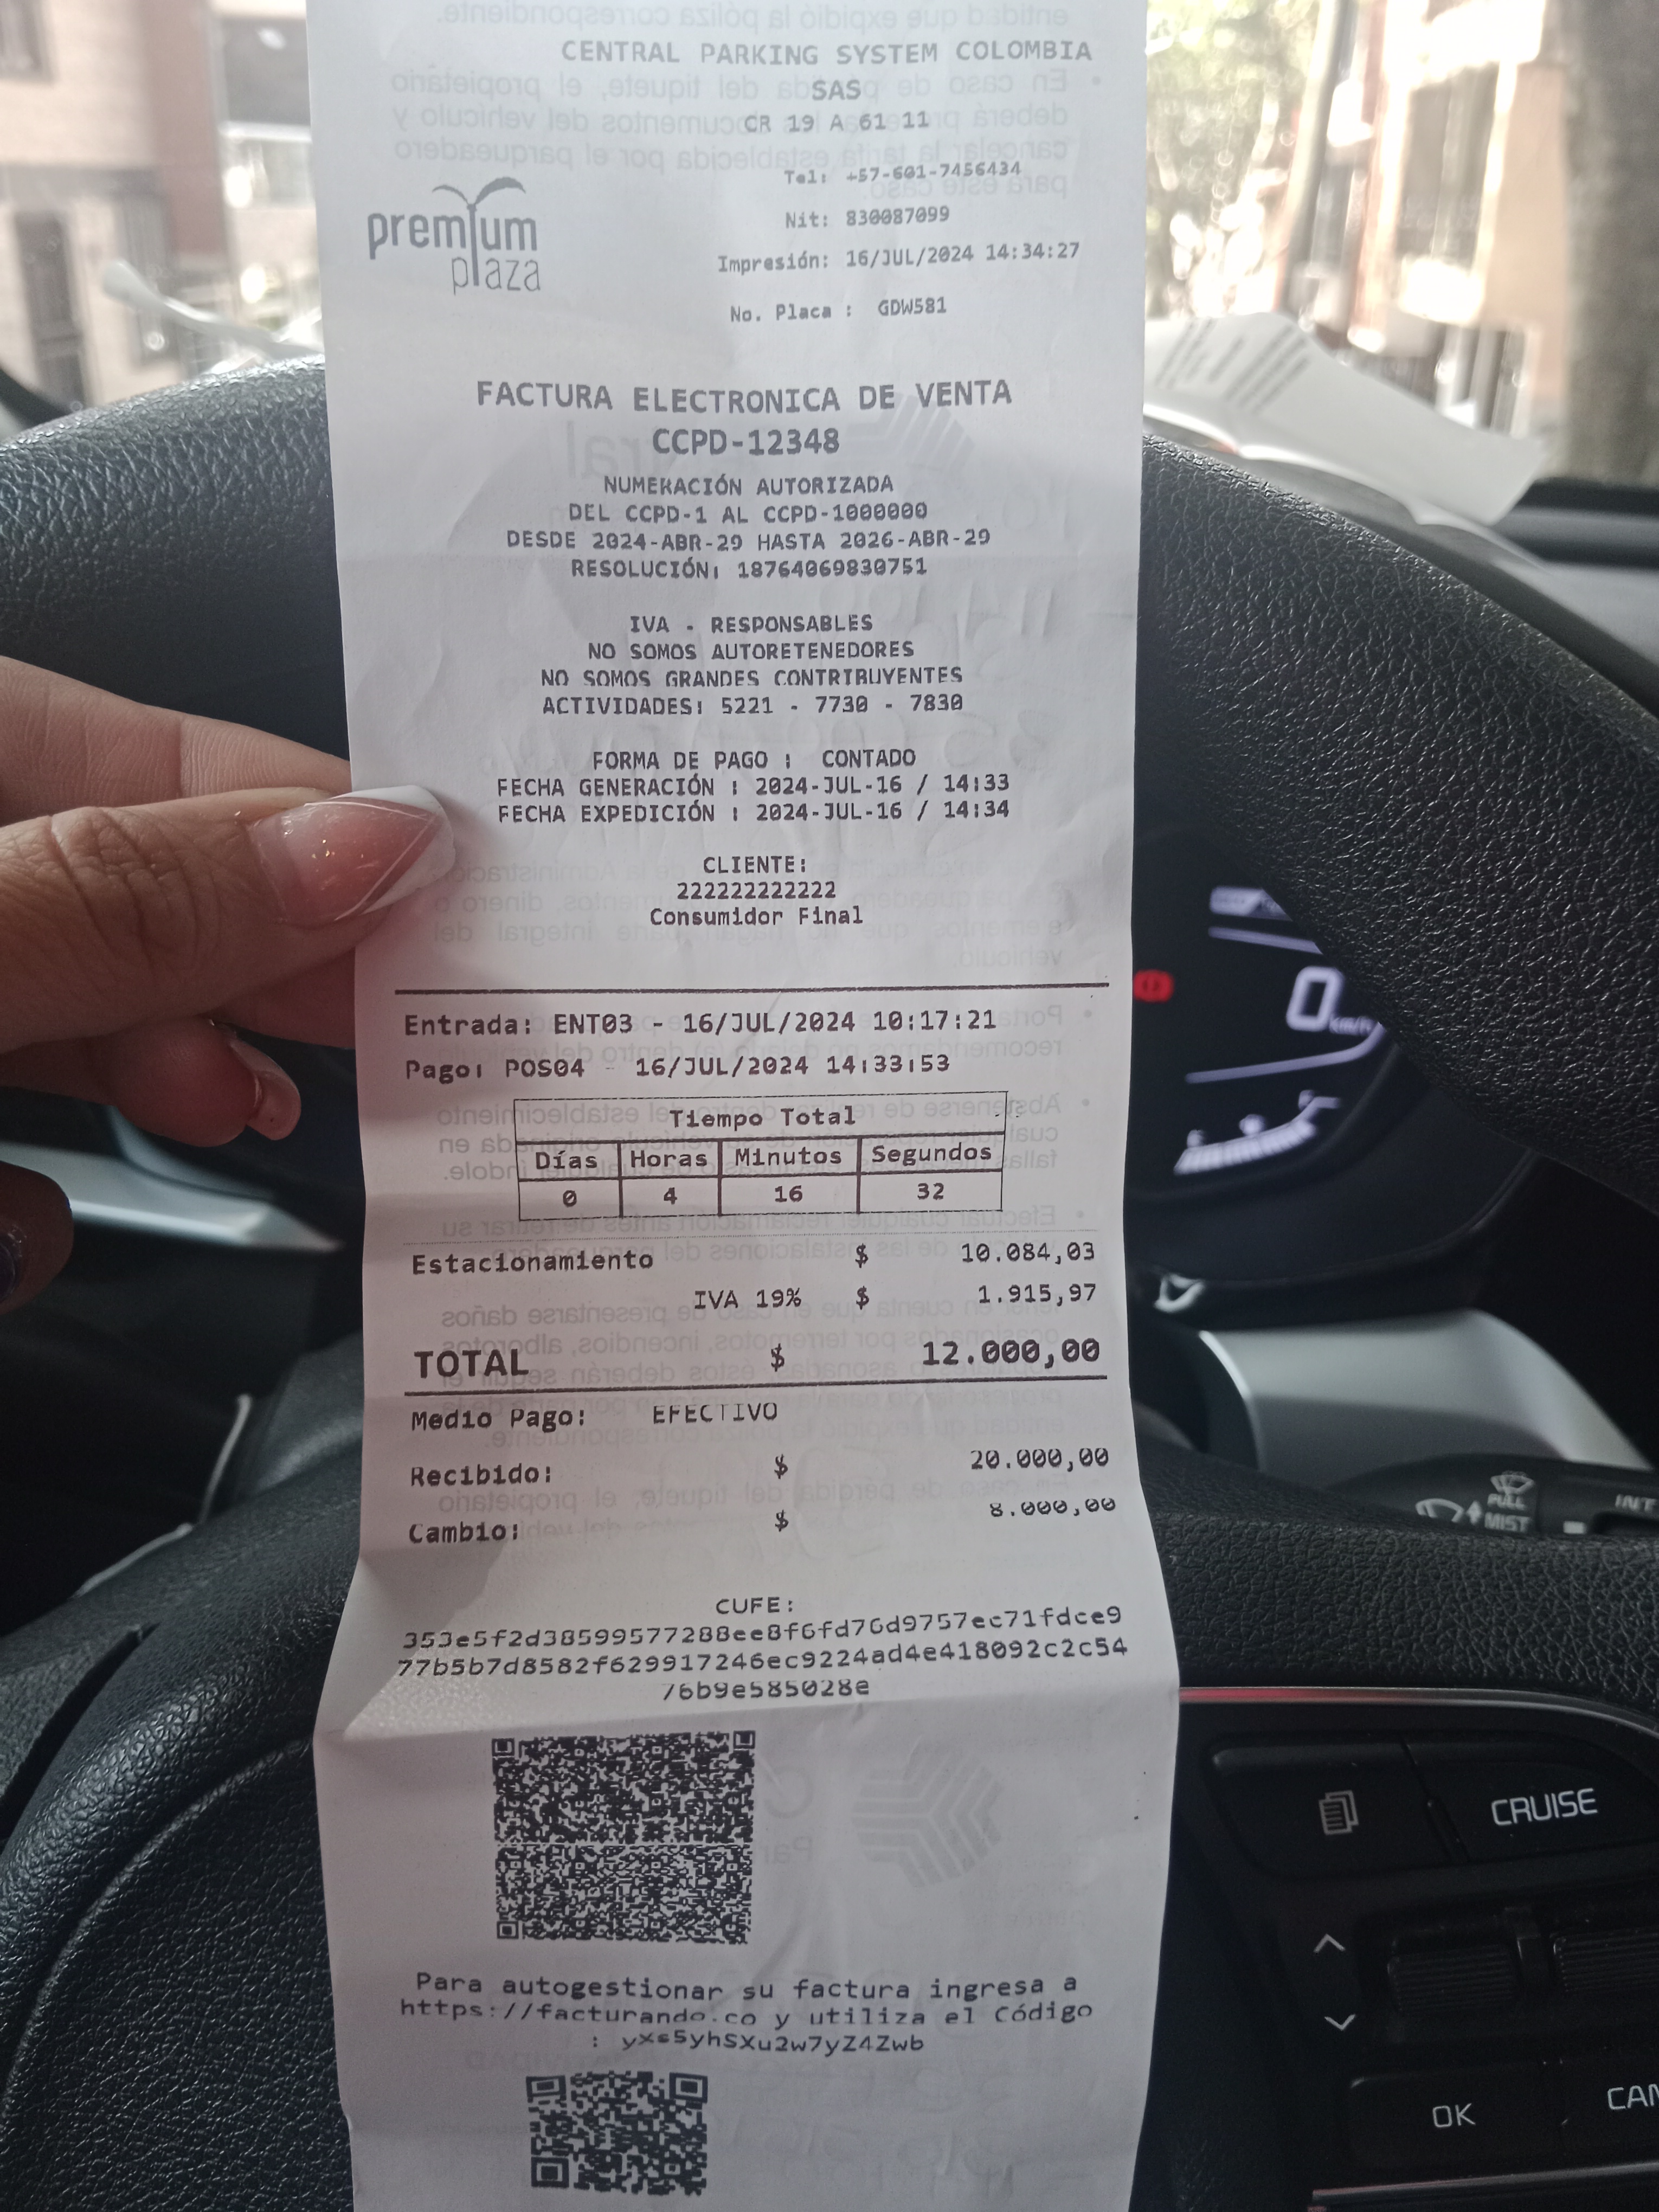 CENTRAL PARKING SYSTEM COLOMBIA
SAS
CR 19 A 61 11
Tel: +57-601-7456434
premium
plaza
Nit: 830087099
Impresión: 16/JUL/2024 14:34:27
No. Placa : GDW581
FACTURA ELECTRONICA DE VENTA
CCPD-12348
NUMERACIÓN AUTORIZADA
DEL CCPD-1 AL CCPD-1000000
DESDE 2024-ABR-29 HASTA 2026-ABR-29
RESOLUCIÓN: 18764069830751
IVA - RESPONSABLES
NO SOMOS AUTORETENEDORES
NO SOMOS GRANDES CONTRIBUYENTES
ACTIVIDADES: 5221 - 7730 - 7830
FORMA DE PAGO : CONTADO
FECHA GENERACIÓN : 2024-JUL-16 / 14:33
FECHA EXPEDICIÓN : 2024-JUL-16 / 14:34
CLIENTE:
222222222222
Consumidor Final
Entrada: ENT03 - 16/JUL/2024 10:17:21
Pago: POS04 - 16/JUL/2024 14:33:53
Tiempo Total
Días Horas Minutos Segundos
0 4 16 32
Estacionamiento $ 10.084,03
IVA 19% $ 1.915,97
TOTAL $ 12.000,00
Medio Pago: EFECTIVO
Recibido: $ 20.000,00
Cambio: $ 8.000,00
CUFE:
353e5f2d38599577288ee8f6fd76d9757ec71fdce9
77b5b7d8582f629917246ec9224ad4e418092c2c54
76b9e585028e
Para autogestionar su factura ingresa a
https://facturando.co y utiliza el Código
: yXs5yhSXu2w7yZ4Zwb
0 km/h
PULL
MIST
INT
CRUISE
OK
CAN